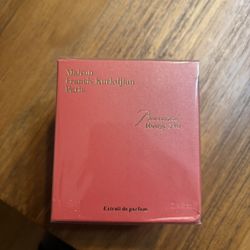 Maison
Francis Kurkdjian
Paris
Baccarat
Rouge 540
Extrait de parfum